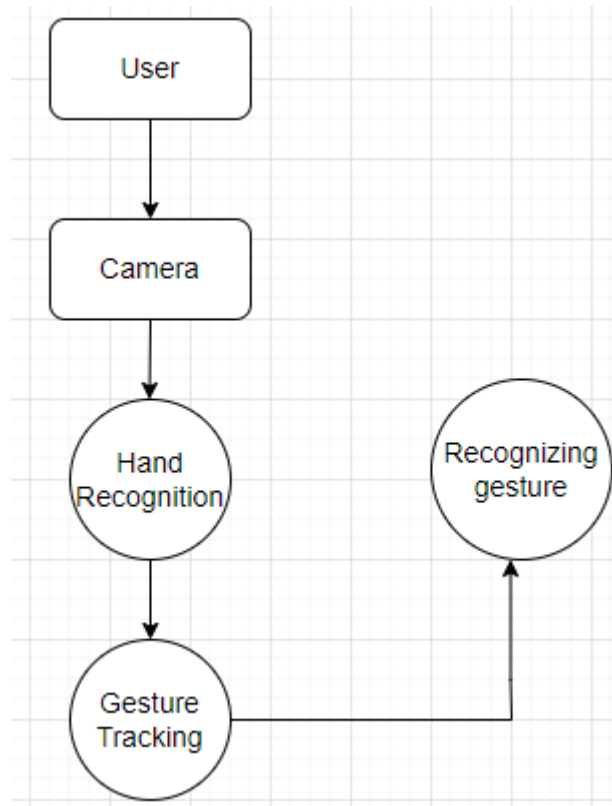 User
Camera
Hand
Recognition
Gesture
Tracking
Recognizing
gesture